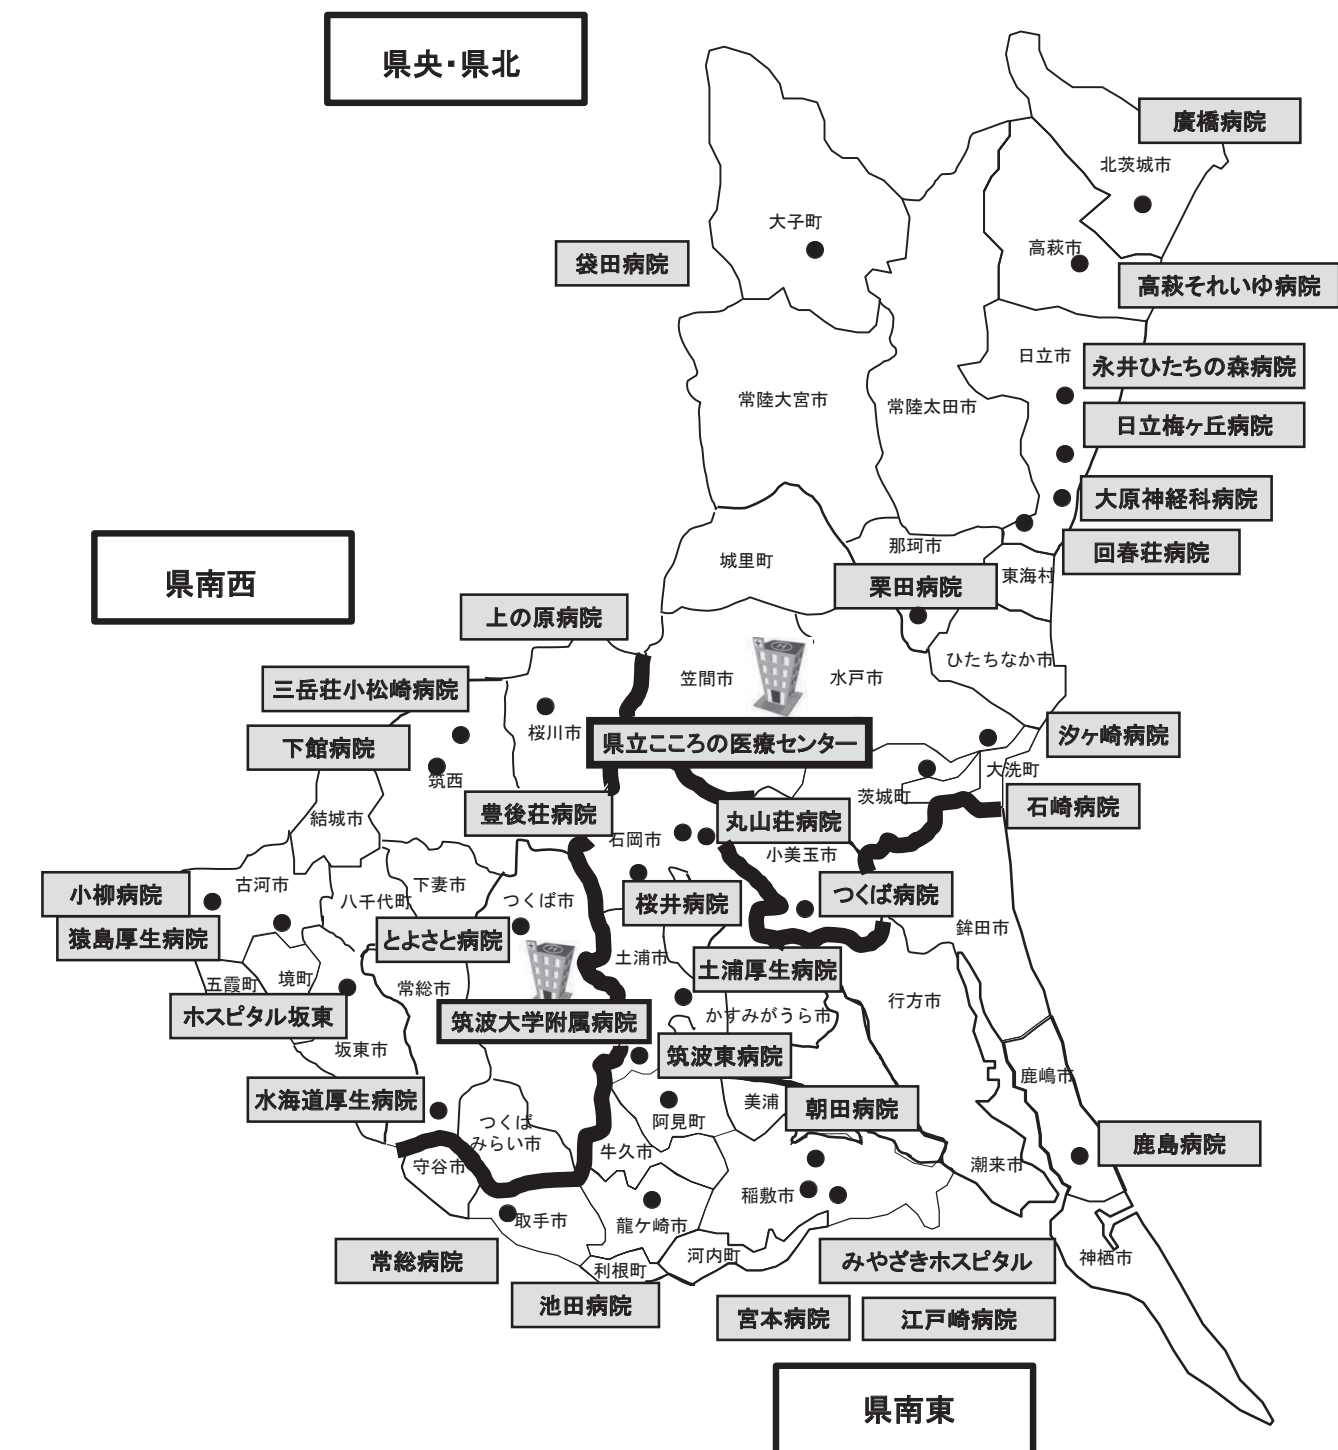 県央・県北
廣橋病院
北茨城市
大子町
高萩市
袋田病院
高萩それいゆ病院
日立市
永井ひたちの森病院
常陸大宮市
常陸太田市
日立梅ヶ丘病院
大原神経科病院
那珂市
回春荘病院
城里町
東海村
県南西
栗田病院
上の原病院
ひたちなか市
笠間市
水戸市
三岳荘小松崎病院
桜川市
県立こころの医療センター
汐ヶ崎病院
下館病院
大洗町
筑西
茨城町
石崎病院
豊後荘病院
丸山荘病院
結城市
石岡市
小美玉市
古河市
下妻市
小柳病院
八千代町
つくば市
桜井病院
つくば病院
鉾田市
猿島厚生病院
とよさと病院
土浦市
土浦厚生病院
五霞町
境町
常総市
行方市
ホスピタル坂東
筑波大学附属病院
かすみがうら市
坂東市
筑波東病院
鹿嶋市
水海道厚生病院
美浦
朝田病院
つくば
みらい市
阿見町
牛久市
鹿島病院
守谷市
潮来市
稲敷市
取手市
龍ケ崎市
河内町
神栖市
常総病院
利根町
みやざきホスピタル
池田病院
宮本病院
江戸崎病院
県南東